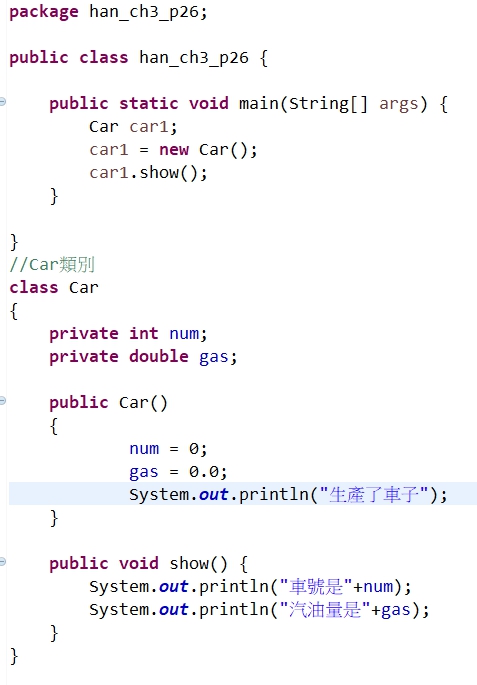 package han_ch3_p26;
public class han_ch3_p26 {
public static void main(String[] args) {
Car car1;
car1 = new Car();
car1.show();
}
}
//Car類別
class Car
{
private int num;
private double gas;
public Car()
{
num = 0;
gas = 0.0;
System.out.println("生產了車子");
}
public void show() {
System.out.println("車號是"+num);
System.out.println("汽油量是"+gas);
}
}